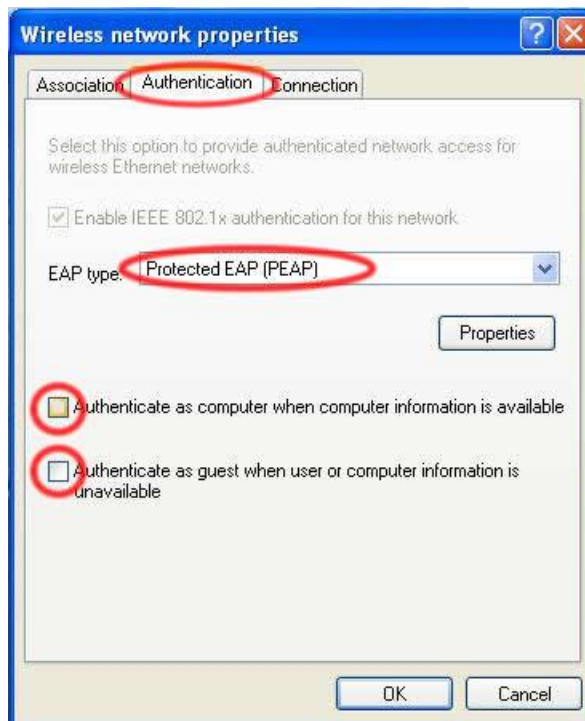 Wireless network properties
Association Authentication Connection
Select this option to provide authenticated network access for
wireless Ethernet networks.
Enable IEEE 802.1x authentication for this network
EAP type: Protected EAP (PEAP)
Properties
Authenticate as computer when computer information is available
Authenticate as guest when user or computer information is
unavailable
OK Cancel